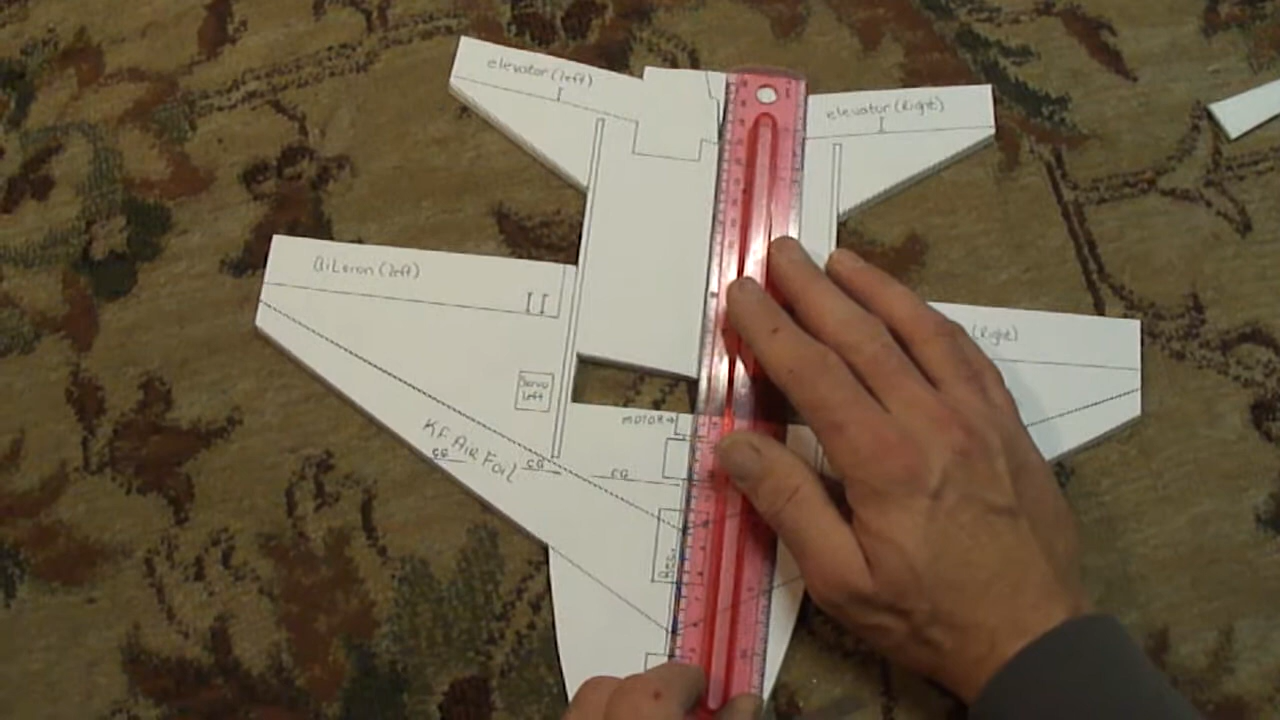 elevator (left)
elevator (Right)
AiLeron (left)
(Right)
Servo
left
MOTOR
KF AIR FOIL
CG
CG
CG